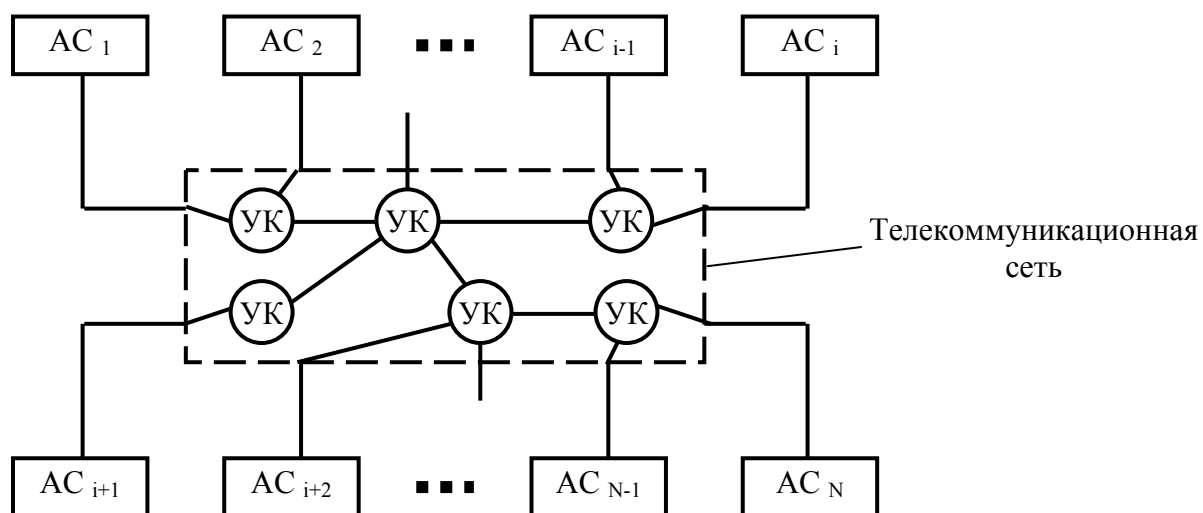 АС 1
АС 2
АС i-1
АС i
УК
УК
УК
Телекоммуникационная
сеть
УК
УК
УК
АС i+1
АС i+2
АС N-1
АС N